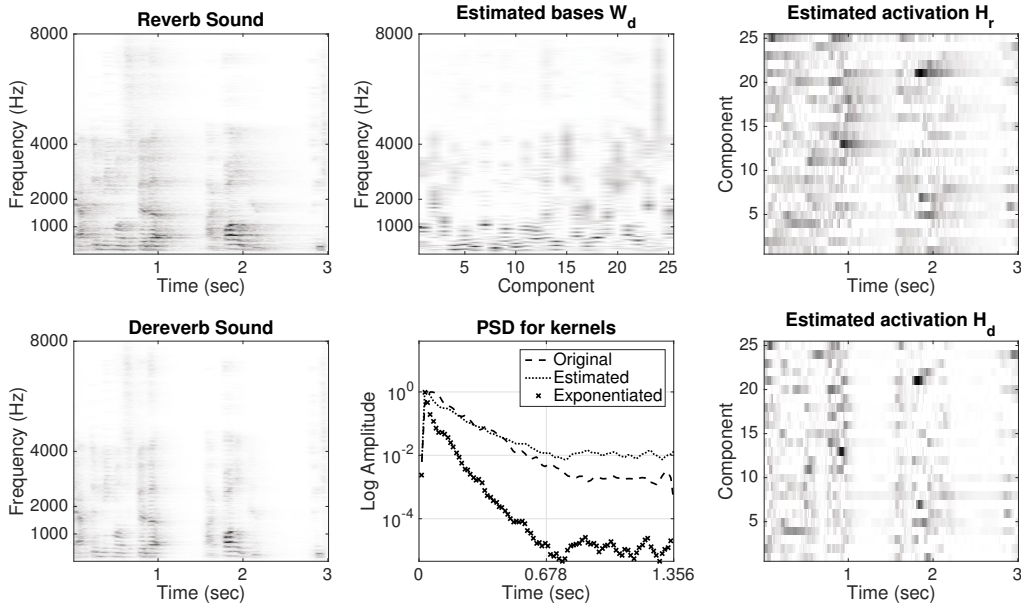 Reverb Sound
8000
4000
2000
1000
Frequency (Hz)
1 2 3
Time (sec)
Estimated bases W_d
8000
4000
2000
1000
Frequency (Hz)
5 10 15 20 25
Component
Estimated activation H_r
25
20
15
10
5
Component
1 2 3
Time (sec)
Dereverb Sound
8000
4000
2000
1000
Frequency (Hz)
1 2 3
Time (sec)
PSD for kernels
Original
Estimated
Exponentiated
10^0
10^-2
10^-4
Log Amplitude
0 0.678 1.356
Time (sec)
Estimated activation H_d
25
20
15
10
5
Component
1 2 3
Time (sec)